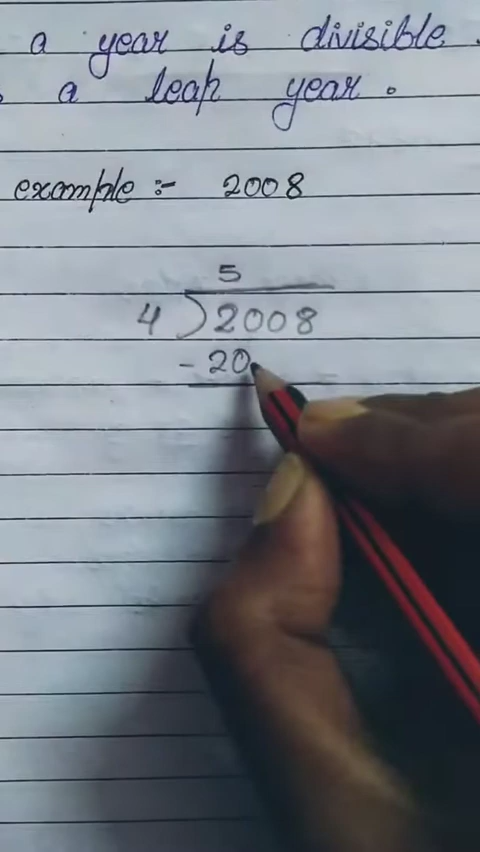 a year is divisible
a leap year.
example :- 2008
5
4 ) 2008
- 20